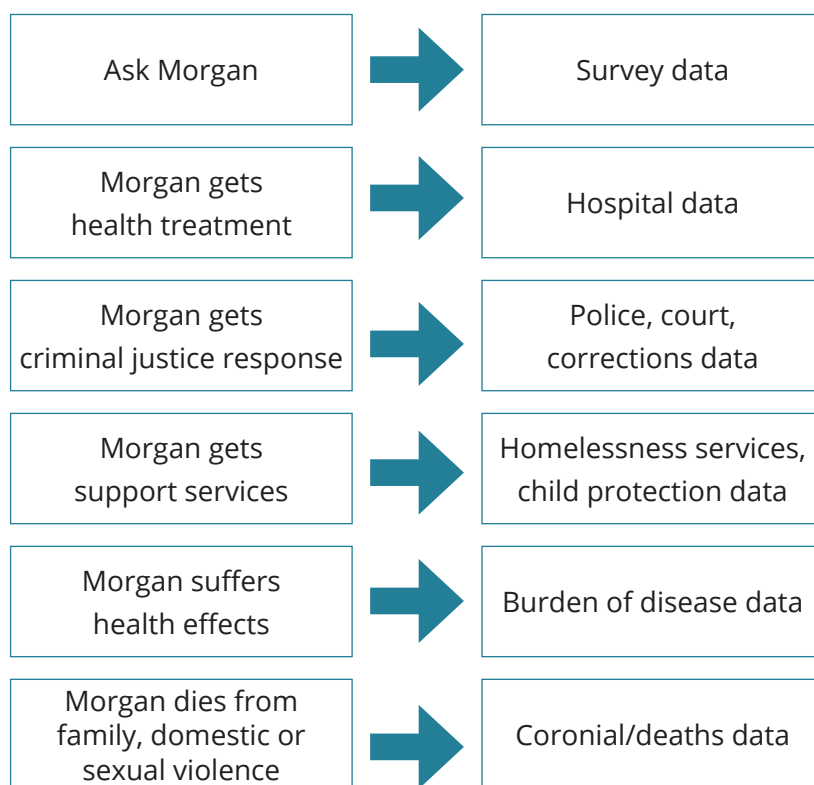 Ask Morgan
Survey data
Morgan gets
health treatment
Hospital data
Morgan gets
criminal justice response
Police, court,
corrections data
Morgan gets
support services
Homelessness services,
child protection data
Morgan suffers
health effects
Burden of disease data
Morgan dies from
family, domestic or
sexual violence
Coronial/deaths data